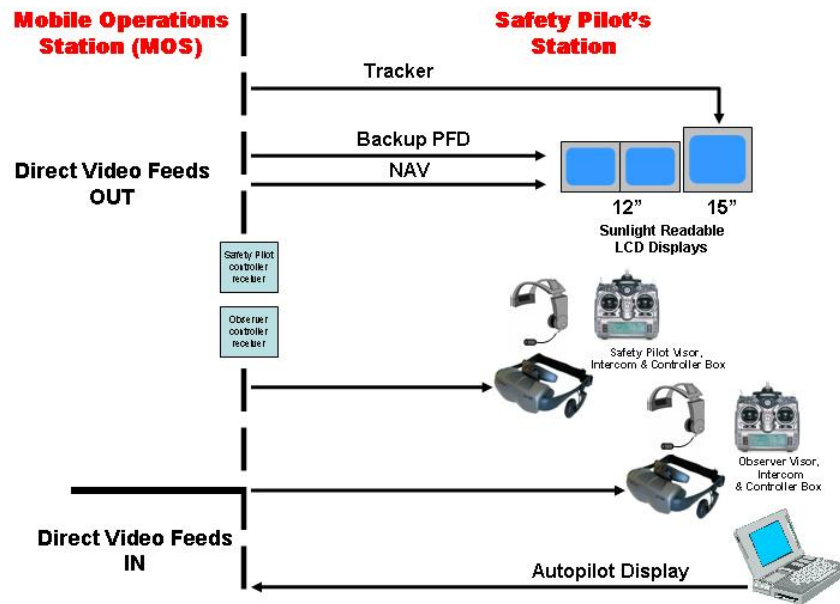 Mobile Operations
Station (MOS)
Safety Pilot's
Station
Tracker
Backup PFD
NAV
Direct Video Feeds
OUT
12”
15”
Sunlight Readable
LCD Displays
Safety Pilot
controller
receiver
Observer
controller
receiver
Safety Pilot Visor,
Intercom & Controller Box
Observer Visor,
Intercom
& Controller Box
Direct Video Feeds
IN
Autopilot Display